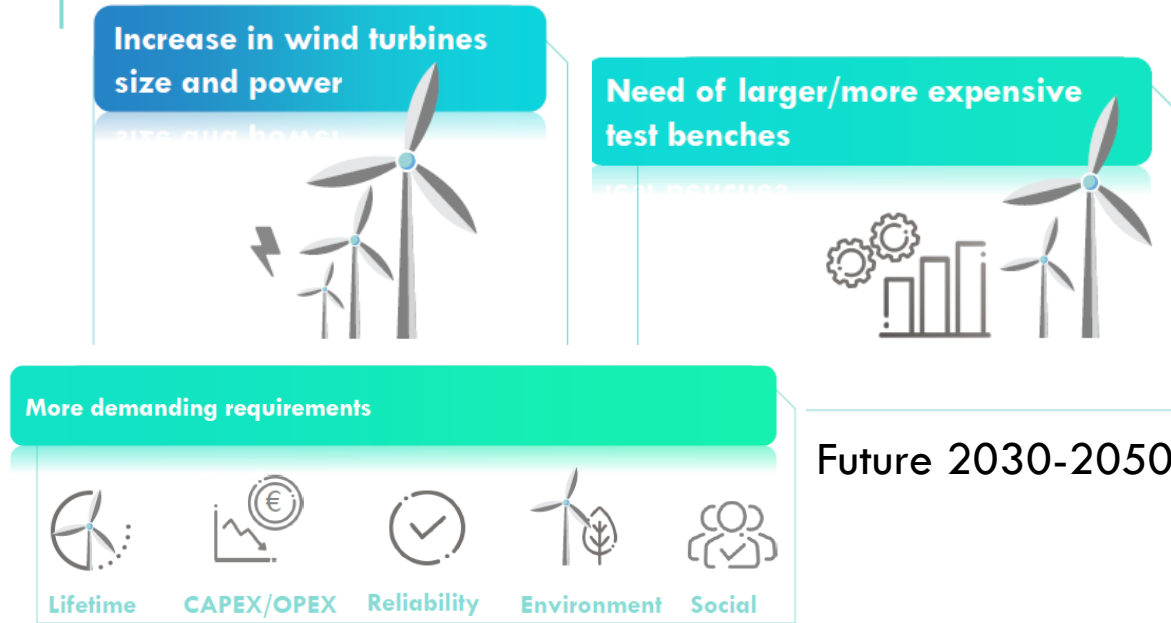 Increase in wind turbines
size and power
Need of larger/more expensive
test benches
More demanding requirements
€
Future 2030-2050
Lifetime
CAPEX/OPEX
Reliability
Environment
Social